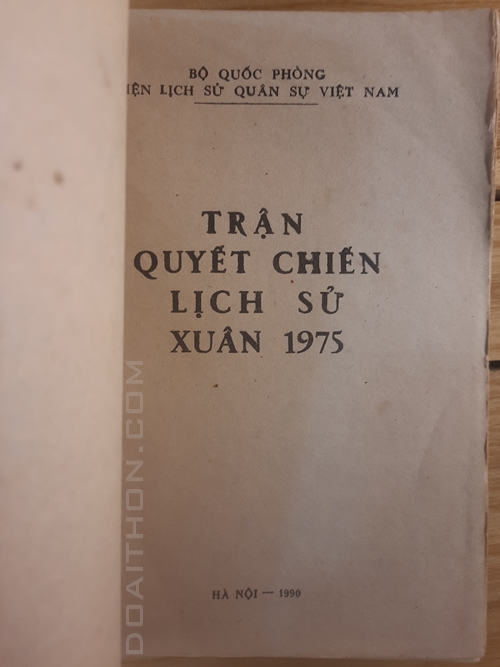 BỘ QUỐC PHÒNG
IỆN LỊCH SỬ QUÂN SỰ VIỆT NAM
TRẬN
QUYẾT CHIẾN
LỊCH SỬ
XUÂN 1975
HÀ NỘI — 1990
DOAITHON.COM